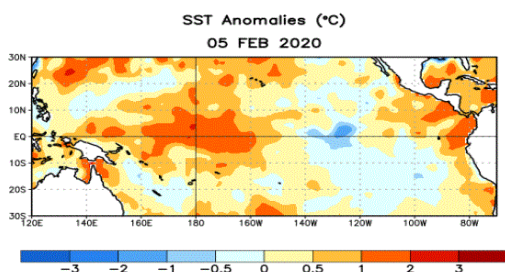 SST Anomalies (°C)
05 FEB 2020
30N
20N
10N
EQ
10S
20S
30S
120E 140E 160E 180 160W 140W 120W 100W 80W
-3 -2 -1 -0.5 0 0.5 1 2 3